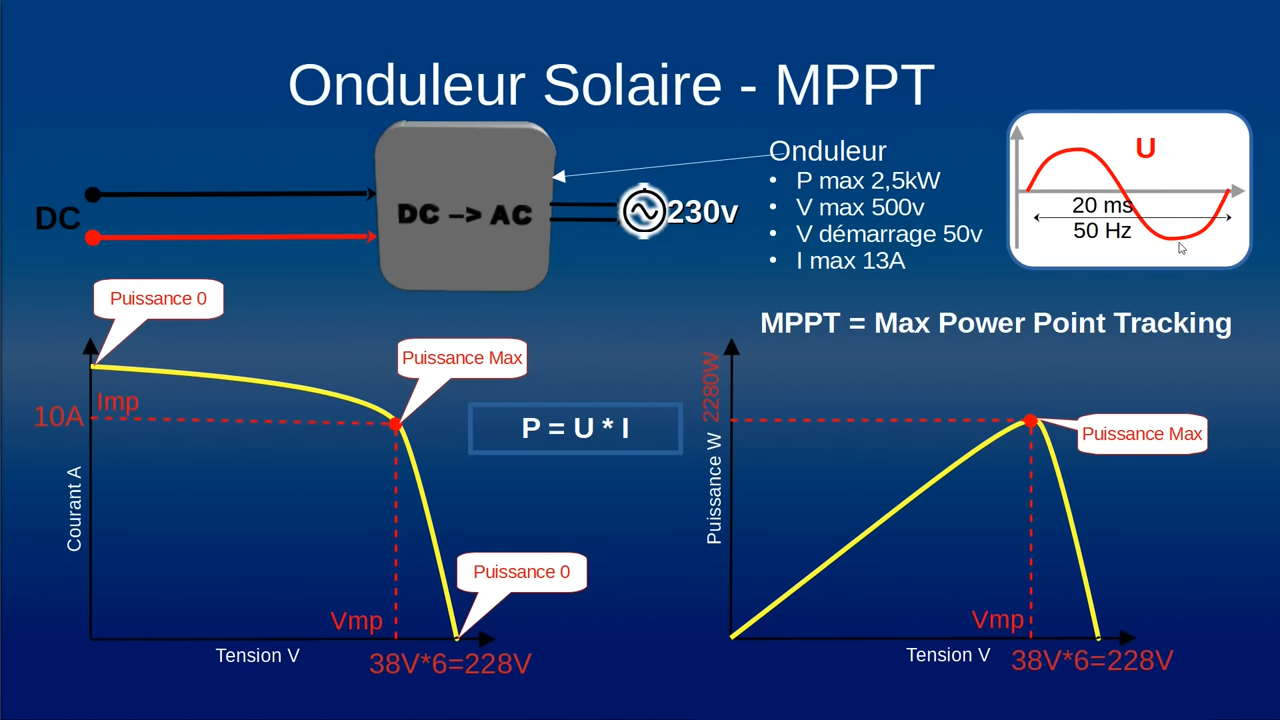 Onduleur Solaire - MPPT
DC
DC –> AC
230v
Onduleur
• P max 2,5kW
• V max 500v
• V démarrage 50v
• I max 13A
U
20 ms
50 Hz
Puissance 0
Puissance Max
Imp
10A
Courant A
P = U * I
Puissance 0
Vmp
Tension V
38V*6=228V
MPPT = Max Power Point Tracking
2280W
Puissance W
Puissance Max
Vmp
Tension V
38V*6=228V